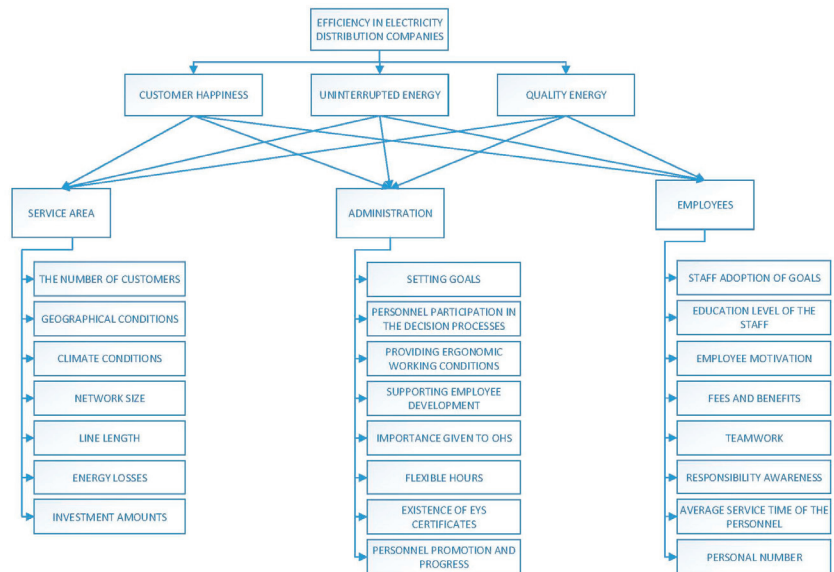 EFFICIENCY IN ELECTRICITY
DISTRIBUTION COMPANIES
CUSTOMER HAPPINESS
UNINTERRUPTED ENERGY
QUALITY ENERGY
SERVICE AREA
ADMINISTRATION
EMPLOYEES
THE NUMBER OF CUSTOMERS
GEOGRAPHICAL CONDITIONS
CLIMATE CONDITIONS
NETWORK SIZE
LINE LENGTH
ENERGY LOSSES
INVESTMENT AMOUNTS
SETTING GOALS
PERSONNEL PARTICIPATION IN
THE DECISION PROCESSES
PROVIDING ERGONOMIC
WORKING CONDITIONS
SUPPORTING EMPLOYEE
DEVELOPMENT
IMPORTANCE GIVEN TO OHS
FLEXIBLE HOURS
EXISTENCE OF EYS
CERTIFICATES
PERSONNEL PROMOTION AND
PROGRESS
STAFF ADOPTION OF GOALS
EDUCATION LEVEL OF THE
STAFF
EMPLOYEE MOTIVATION
FEES AND BENEFITS
TEAMWORK
RESPONSIBILITY AWARENESS
AVERAGE SERVICE TIME OF THE
PERSONNEL
PERSONAL NUMBER